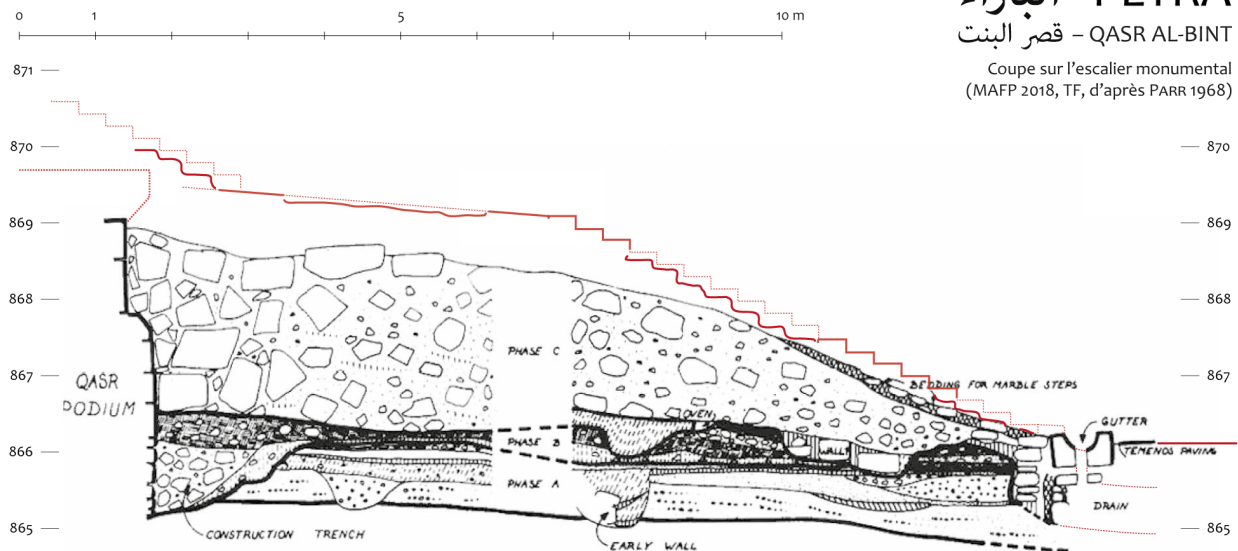 0 1 5 10 m
البتراء - PETRA
قصر البنت – QASR AL-BINT
Coupe sur l'escalier monumental
(MAFP 2018, TF, d'après PARR 1968)
871
870 870
869 869
868 868
PHASE C
867 867
QASR
PODIUM
BEDDING FOR MARBLE STEPS
OVEN
GUTTER
PHASE B
WALL
TEMENOS PAVING
866
PHASE A
DRAIN
865 865
CONSTRUCTION TRENCH
EARLY WALL